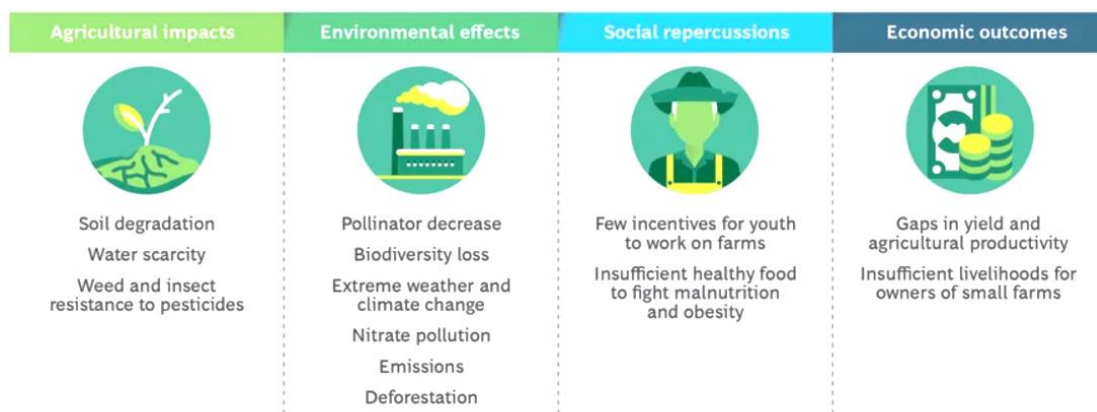 Agricultural impacts
Environmental effects
Social repercussions
Economic outcomes
Soil degradation
Water scarcity
Weed and insect
resistance to pesticides
Pollinator decrease
Biodiversity loss
Extreme weather and
climate change
Nitrate pollution
Emissions
Deforestation
Few incentives for youth
to work on farms
Insufficient healthy food
to fight malnutrition
and obesity
Gaps in yield and
agricultural productivity
Insufficient livelihoods for
owners of small farms